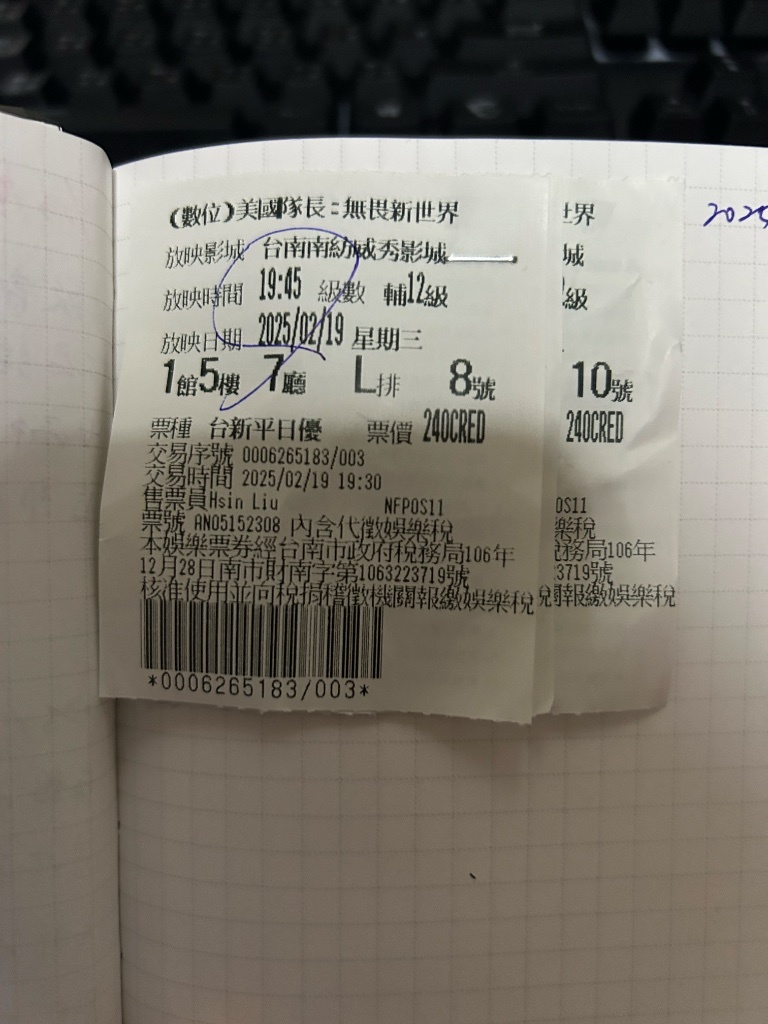 (數位)美國隊長:無畏新世界
放映影城 台南南紡威秀影城
放映時間 19:45 級數 輔12級
放映日期 2025/02/19 星期三
1館5樓 7廳 L排 8號
票種 台新平日優 票價 240CRED
交易序號 0006265183/003
交易時間 2025/02/19 19:30
售票員Hsin Liu NFPOS11
票號 AN05152308 內含代徵娛樂稅
本娛樂票券經台南市政府稅務局106年
12月28日南市財南字第1063223719號
核准使用並向稅捐稽徵機關報繳娛樂稅
*0006265183/003*
世界
城
級
10號
240CRED
OS11
樂稅
稅務局106年
3719號
報繳娛樂稅
2025